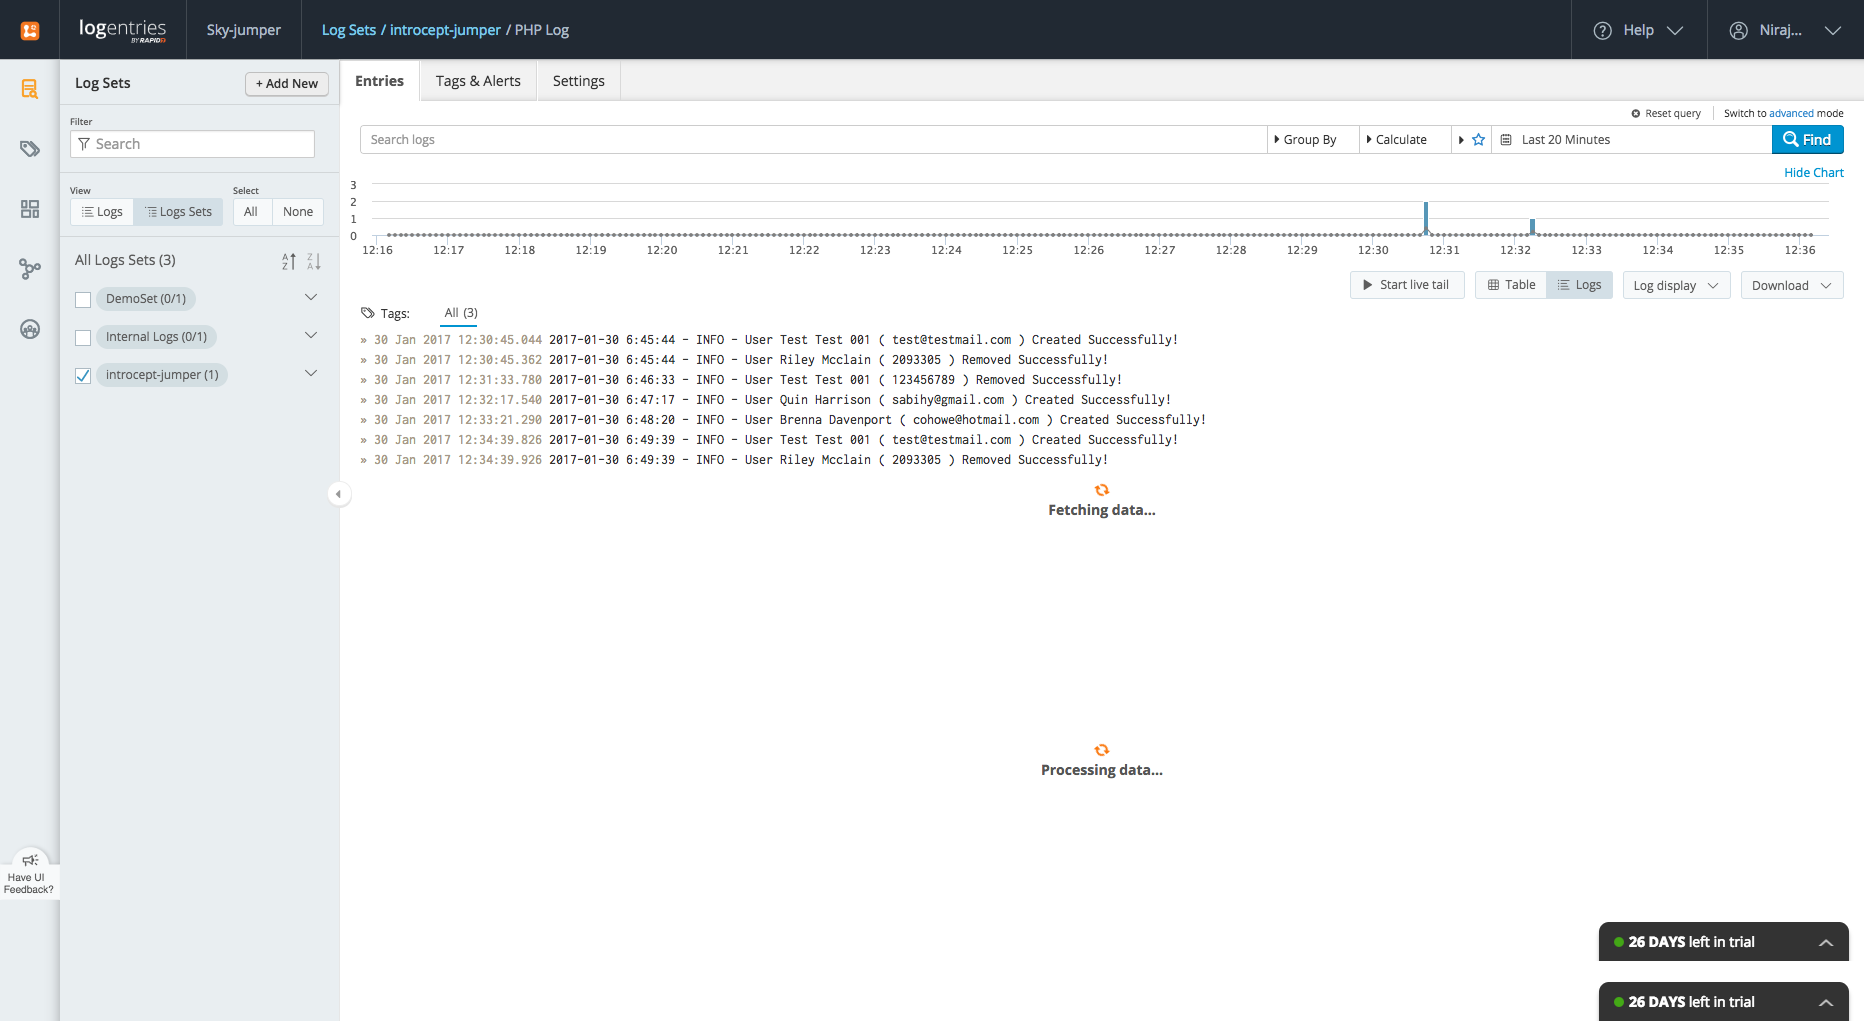 logentries
BY RAPID7
Sky-jumper
Log Sets / introcept-jumper / PHP Log
Help
Niraj...
Log Sets
+ Add New
Filter
Search
View
Select
Logs
Logs Sets
All
None
All Logs Sets (3)
A Z
Z A
DemoSet (0/1)
Internal Logs (0/1)
introcept-jumper (1)
Have UI
Feedback?
Entries
Tags & Alerts
Settings
Reset query
Switch to advanced mode
Search logs
Group By
Calculate
Last 20 Minutes
Find
Hide Chart
3
2
1
0
12:16 12:17 12:18 12:19 12:20 12:21 12:22 12:23 12:24 12:25 12:26 12:27 12:28 12:29 12:30 12:31 12:32 12:33 12:34 12:35 12:36
Start live tail
Table
Logs
Log display
Download
Tags:
All (3)
» 30 Jan 2017 12:30:45.044 2017-01-30 6:45:44 - INFO - User Test Test 001 ( test@testmail.com ) Created Successfully!
» 30 Jan 2017 12:30:45.362 2017-01-30 6:45:44 - INFO - User Riley Mcclain ( 2093305 ) Removed Successfully!
» 30 Jan 2017 12:31:33.780 2017-01-30 6:46:33 - INFO - User Test Test 001 ( 123456789 ) Removed Successfully!
» 30 Jan 2017 12:32:17.540 2017-01-30 6:47:17 - INFO - User Quin Harrison ( sabihy@gmail.com ) Created Successfully!
» 30 Jan 2017 12:33:21.290 2017-01-30 6:48:20 - INFO - User Brenna Davenport ( cohowe@hotmail.com ) Created Successfully!
» 30 Jan 2017 12:34:39.826 2017-01-30 6:49:39 - INFO - User Test Test 001 ( test@testmail.com ) Created Successfully!
» 30 Jan 2017 12:34:39.926 2017-01-30 6:49:39 - INFO - User Riley Mcclain ( 2093305 ) Removed Successfully!
Fetching data...
Processing data...
26 DAYS left in trial
26 DAYS left in trial